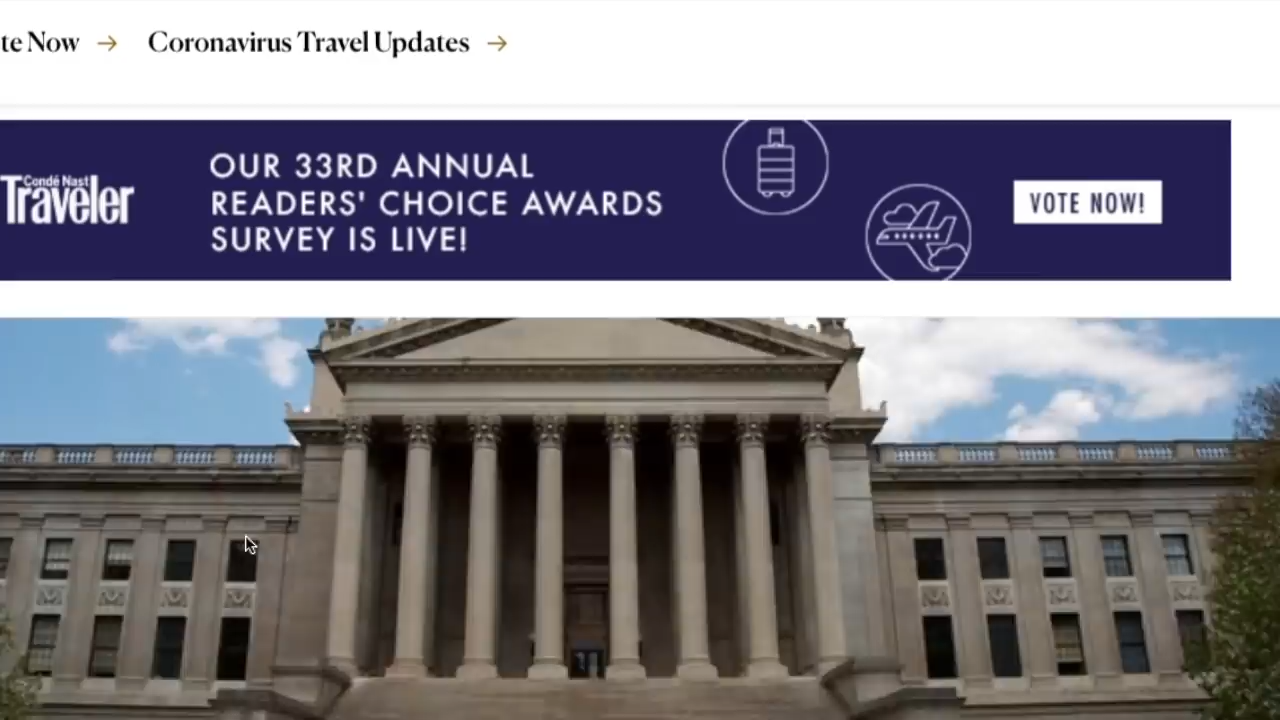 te Now → Coronavirus Travel Updates →
Condé Nast
Traveler
OUR 33RD ANNUAL
READERS' CHOICE AWARDS
SURVEY IS LIVE!
VOTE NOW!